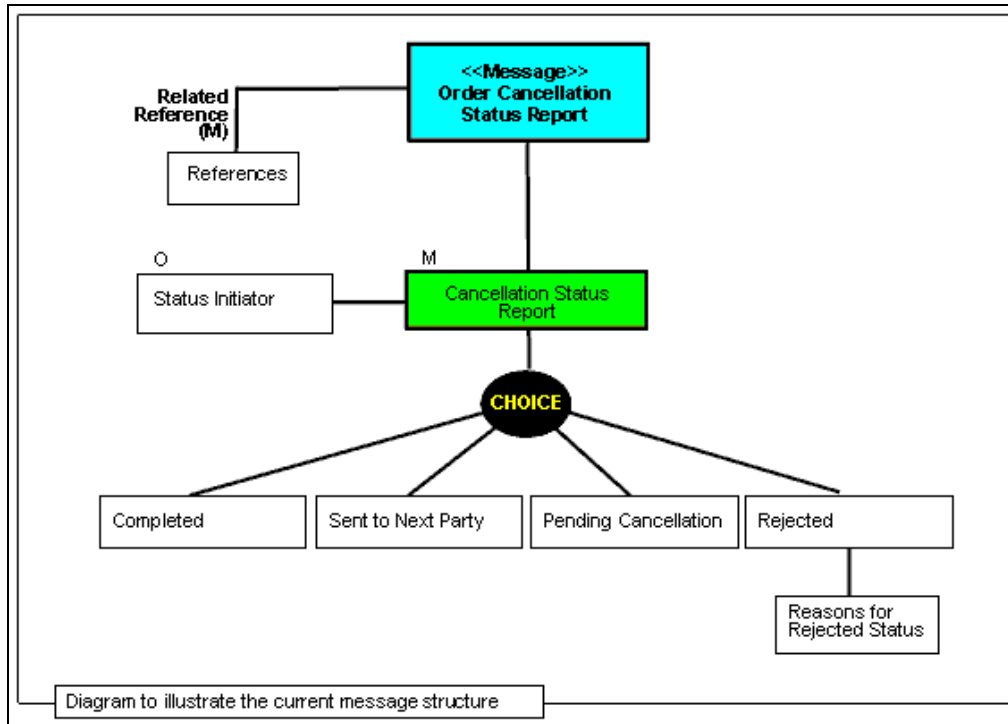 <<Message>>
Order Cancellation
Status Report
Related
Reference
(M)
References
O
Status Initiator
M
Cancellation Status
Report
CHOICE
Completed
Sent to Next Party
Pending Cancellation
Rejected
Reasons for
Rejected Status
Diagram to illustrate the current message structure